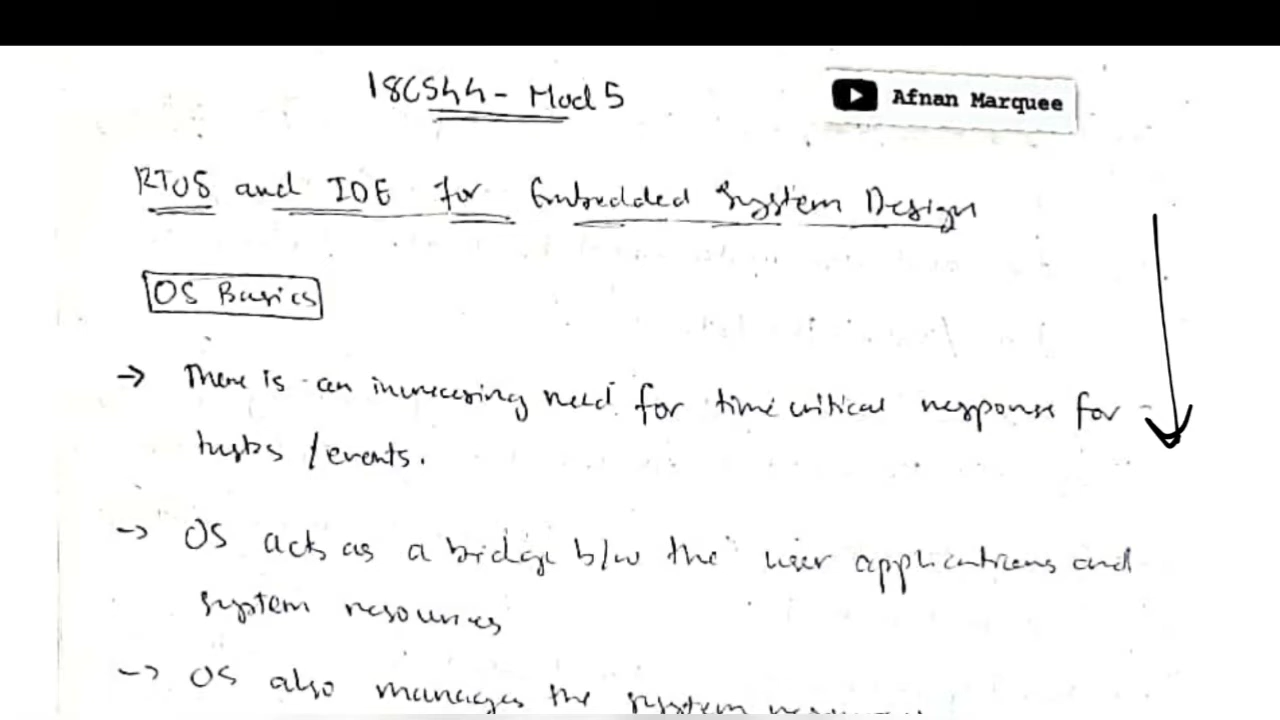 18CS44 - Mod 5
Afnan Marquee
RTOS and IDE for Embedded System Design
OS Basics
→ There is an increasing need for time critical response for
tasks / events.
→ OS acts as a bridge b/w the user applications and
system resources
→ OS also manages the system